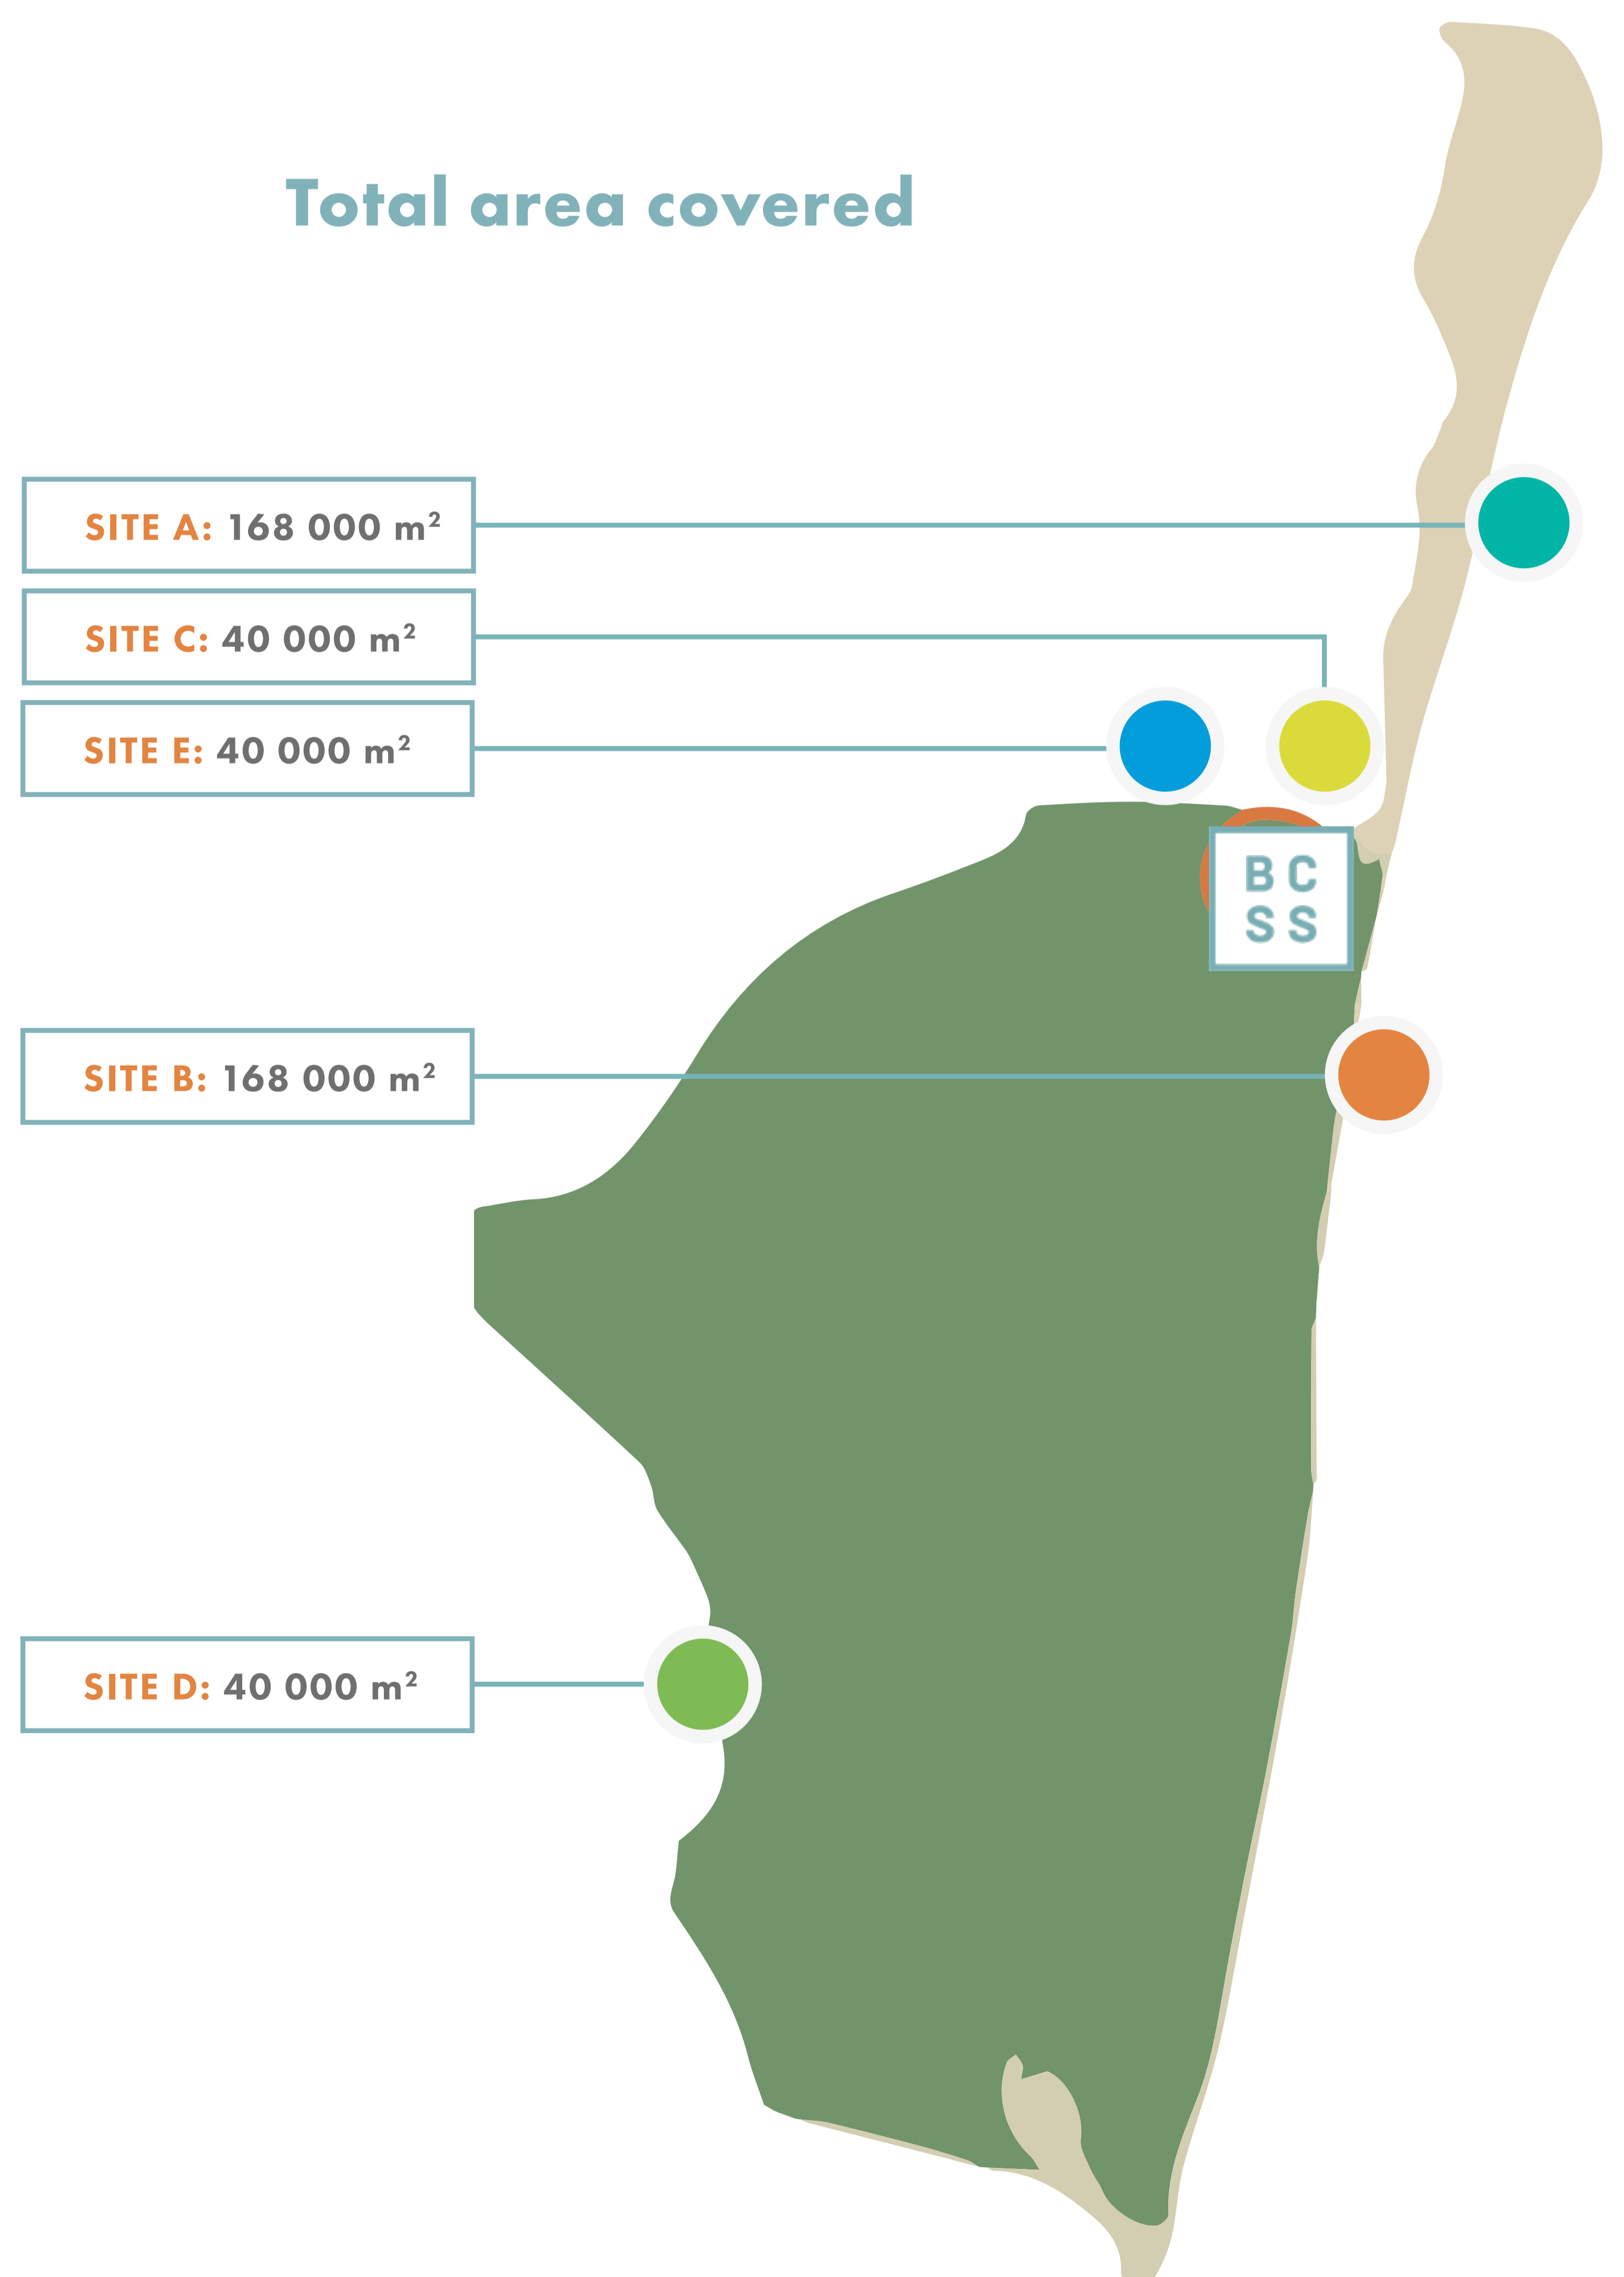 Total area covered
SITE A: 168 000 m²
SITE C: 40 000 m²
SITE E: 40 000 m²
B C
S S
SITE B: 168 000 m²
SITE D: 40 000 m²